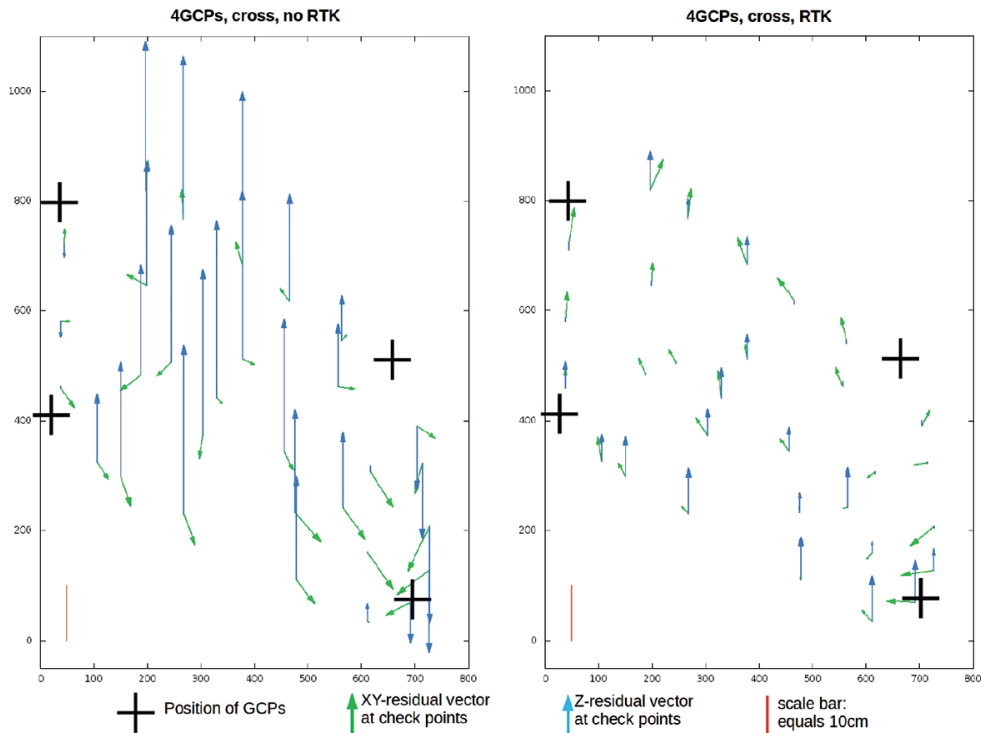 4GCPs, cross, no RTK
4GCPs, cross, RTK
1000
800
600
400
200
0
0 100 200 300 400 500 600 700 800
1000
800
600
400
200
0
0 100 200 300 400 500 600 700 800
Position of GCPs
XY-residual vector
at check points
Z-residual vector
at check points
scale bar:
equals 10cm